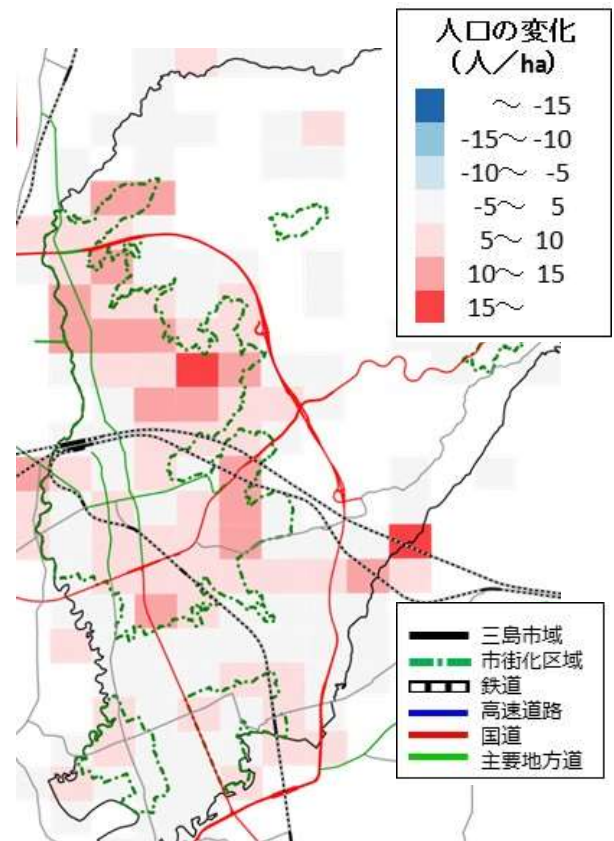 人口の変化
(人/ha)
～ -15
-15～ -10
-10～ -5
-5～ 5
5～ 10
10～ 15
15～
三島市域
市街化区域
鉄道
高速道路
国道
主要地方道